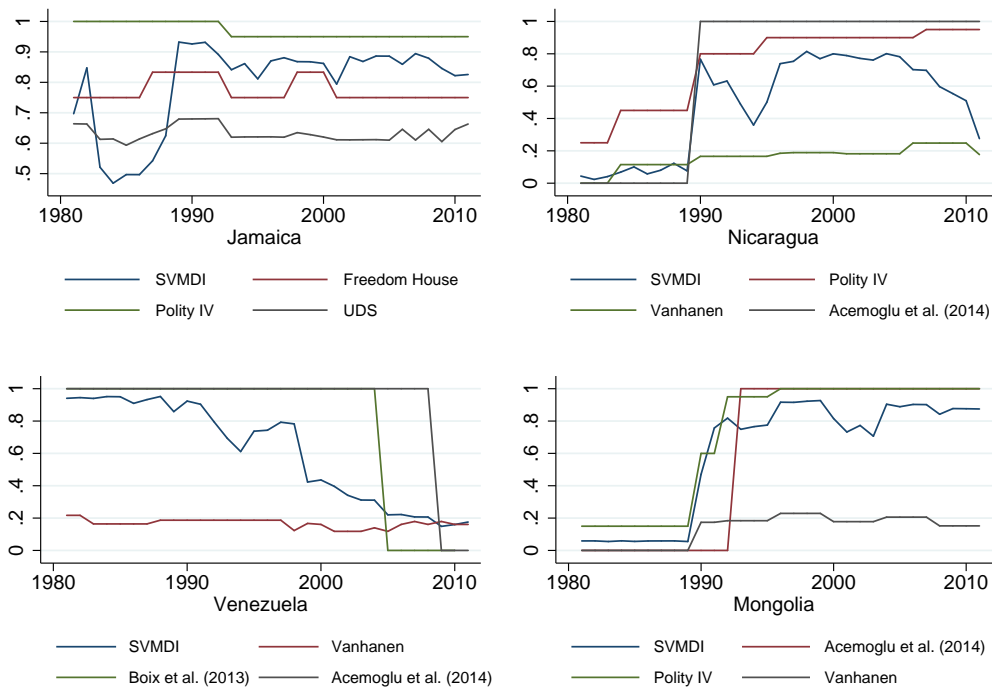 1
.9
.8
.7
.6
.5
1980 1990 2000 2010
Jamaica
SVMDI Freedom House
Polity IV UDS
1
.8
.6
.4
.2
0
1980 1990 2000 2010
Nicaragua
SVMDI Polity IV
Vanhanen Acemoglu et al. (2014)
1
.8
.6
.4
.2
0
1980 1990 2000 2010
Venezuela
SVMDI Vanhanen
Boix et al. (2013) Acemoglu et al. (2014)
1
.8
.6
.4
.2
0
1980 1990 2000 2010
Mongolia
SVMDI Acemoglu et al. (2014)
Polity IV Vanhanen